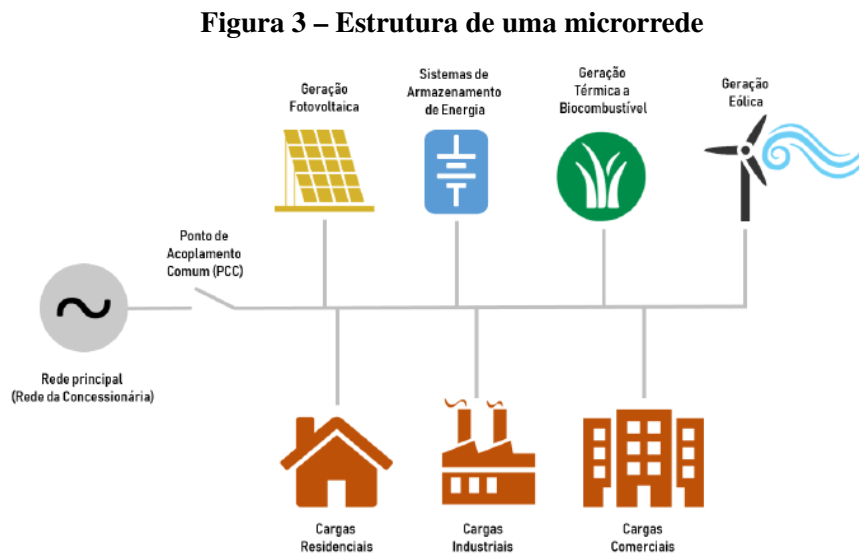 Figura 3 – Estrutura de uma microrrede
Geração
Fotovoltaica
Sistemas de
Armazenamento
de Energia
Geração
Térmica a
Biocombustível
Geração
Eólica
Ponto de
Acoplamento
Comum (PCC)
Rede principal
(Rede da Concessionária)
Cargas
Residenciais
Cargas
Industriais
Cargas
Comerciais